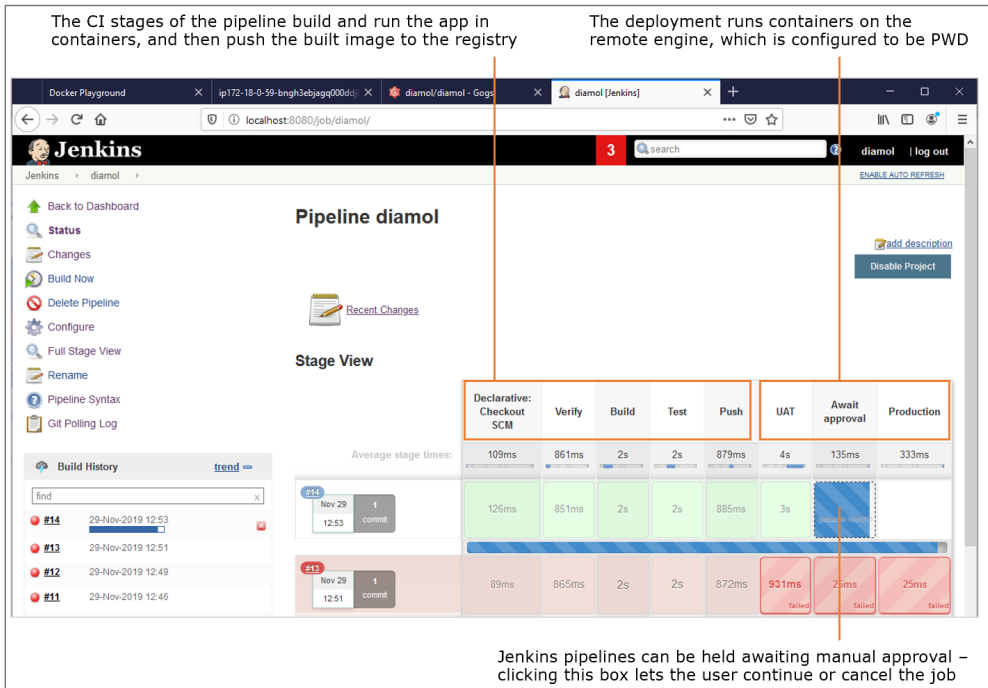 The CI stages of the pipeline build and run the app in
containers, and then push the built image to the registry
The deployment runs containers on the
remote engine, which is configured to be PWD
Docker Playground
ip172-18-0-59-bngh3ebjagq000ddj
diamol/diamol - Gogs
diamol [Jenkins]
localhost:8080/job/diamol/
Jenkins
3
search
diamol
| log out
Jenkins
diamol
ENABLE AUTO REFRESH
Back to Dashboard
Status
Changes
Build Now
Delete Pipeline
Configure
Full Stage View
Rename
Pipeline Syntax
Git Polling Log
Pipeline diamol
add description
Disable Project
Recent Changes
Stage View
Declarative:
Checkout
SCM
Verify
Build
Test
Push
UAT
Await
approval
Production
Average stage times:
109ms
861ms
2s
2s
879ms
4s
135ms
333ms
Build History
trend
find
x
#14
29-Nov-2019 12:53
#13
29-Nov-2019 12:51
#12
29-Nov-2019 12:49
#11
29-Nov-2019 12:46
#14
Nov 29
12:53
1
commit
126ms
851ms
2s
2s
885ms
3s
#13
Nov 29
12:51
1
commit
89ms
865ms
2s
2s
872ms
931ms
failed
25ms
failed
25ms
failed
Jenkins pipelines can be held awaiting manual approval –
clicking this box lets the user continue or cancel the job